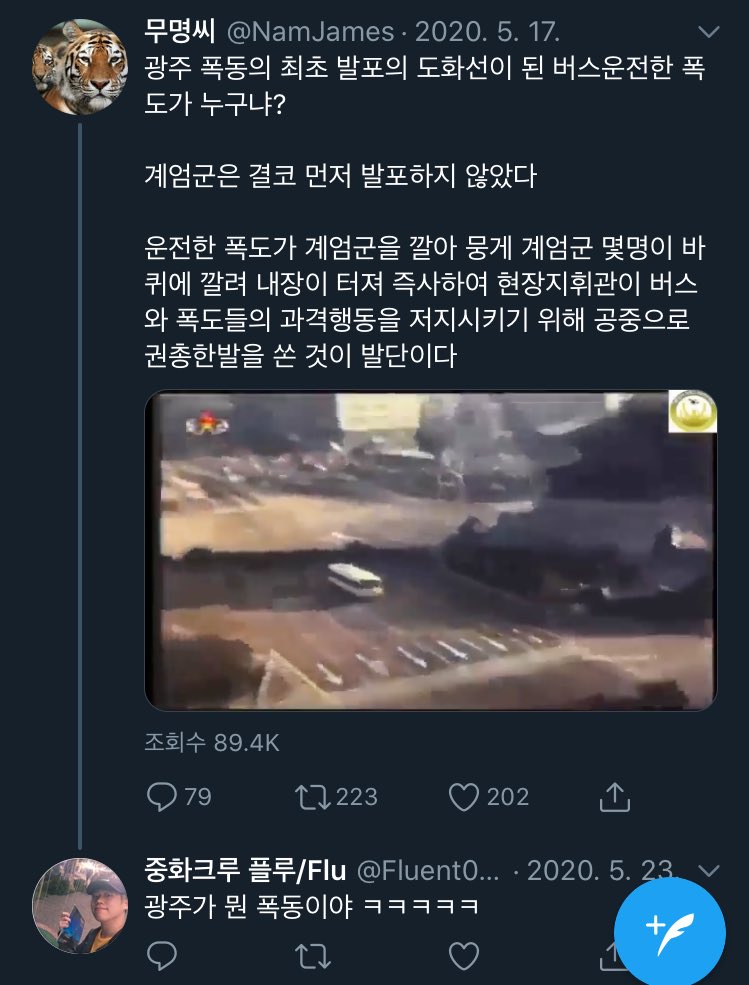 무명씨 @NamJames · 2020. 5. 17.
광주 폭동의 최초 발포의 도화선이 된 버스운전한 폭
도가 누구냐?
계엄군은 결코 먼저 발포하지 않았다
운전한 폭도가 계엄군을 깔아 뭉게 계엄군 몇명이 바
퀴에 깔려 내장이 터져 즉사하여 현장지휘관이 버스
와 폭도들의 과격행동을 저지시키기 위해 공중으로
권총한발을 쏜 것이 발단이다
조회수 89.4K
79 223 202
중화크루 플루/Flu @Fluent0... · 2020. 5. 23.
광주가 뭔 폭동이야 ㅋㅋㅋㅋㅋ